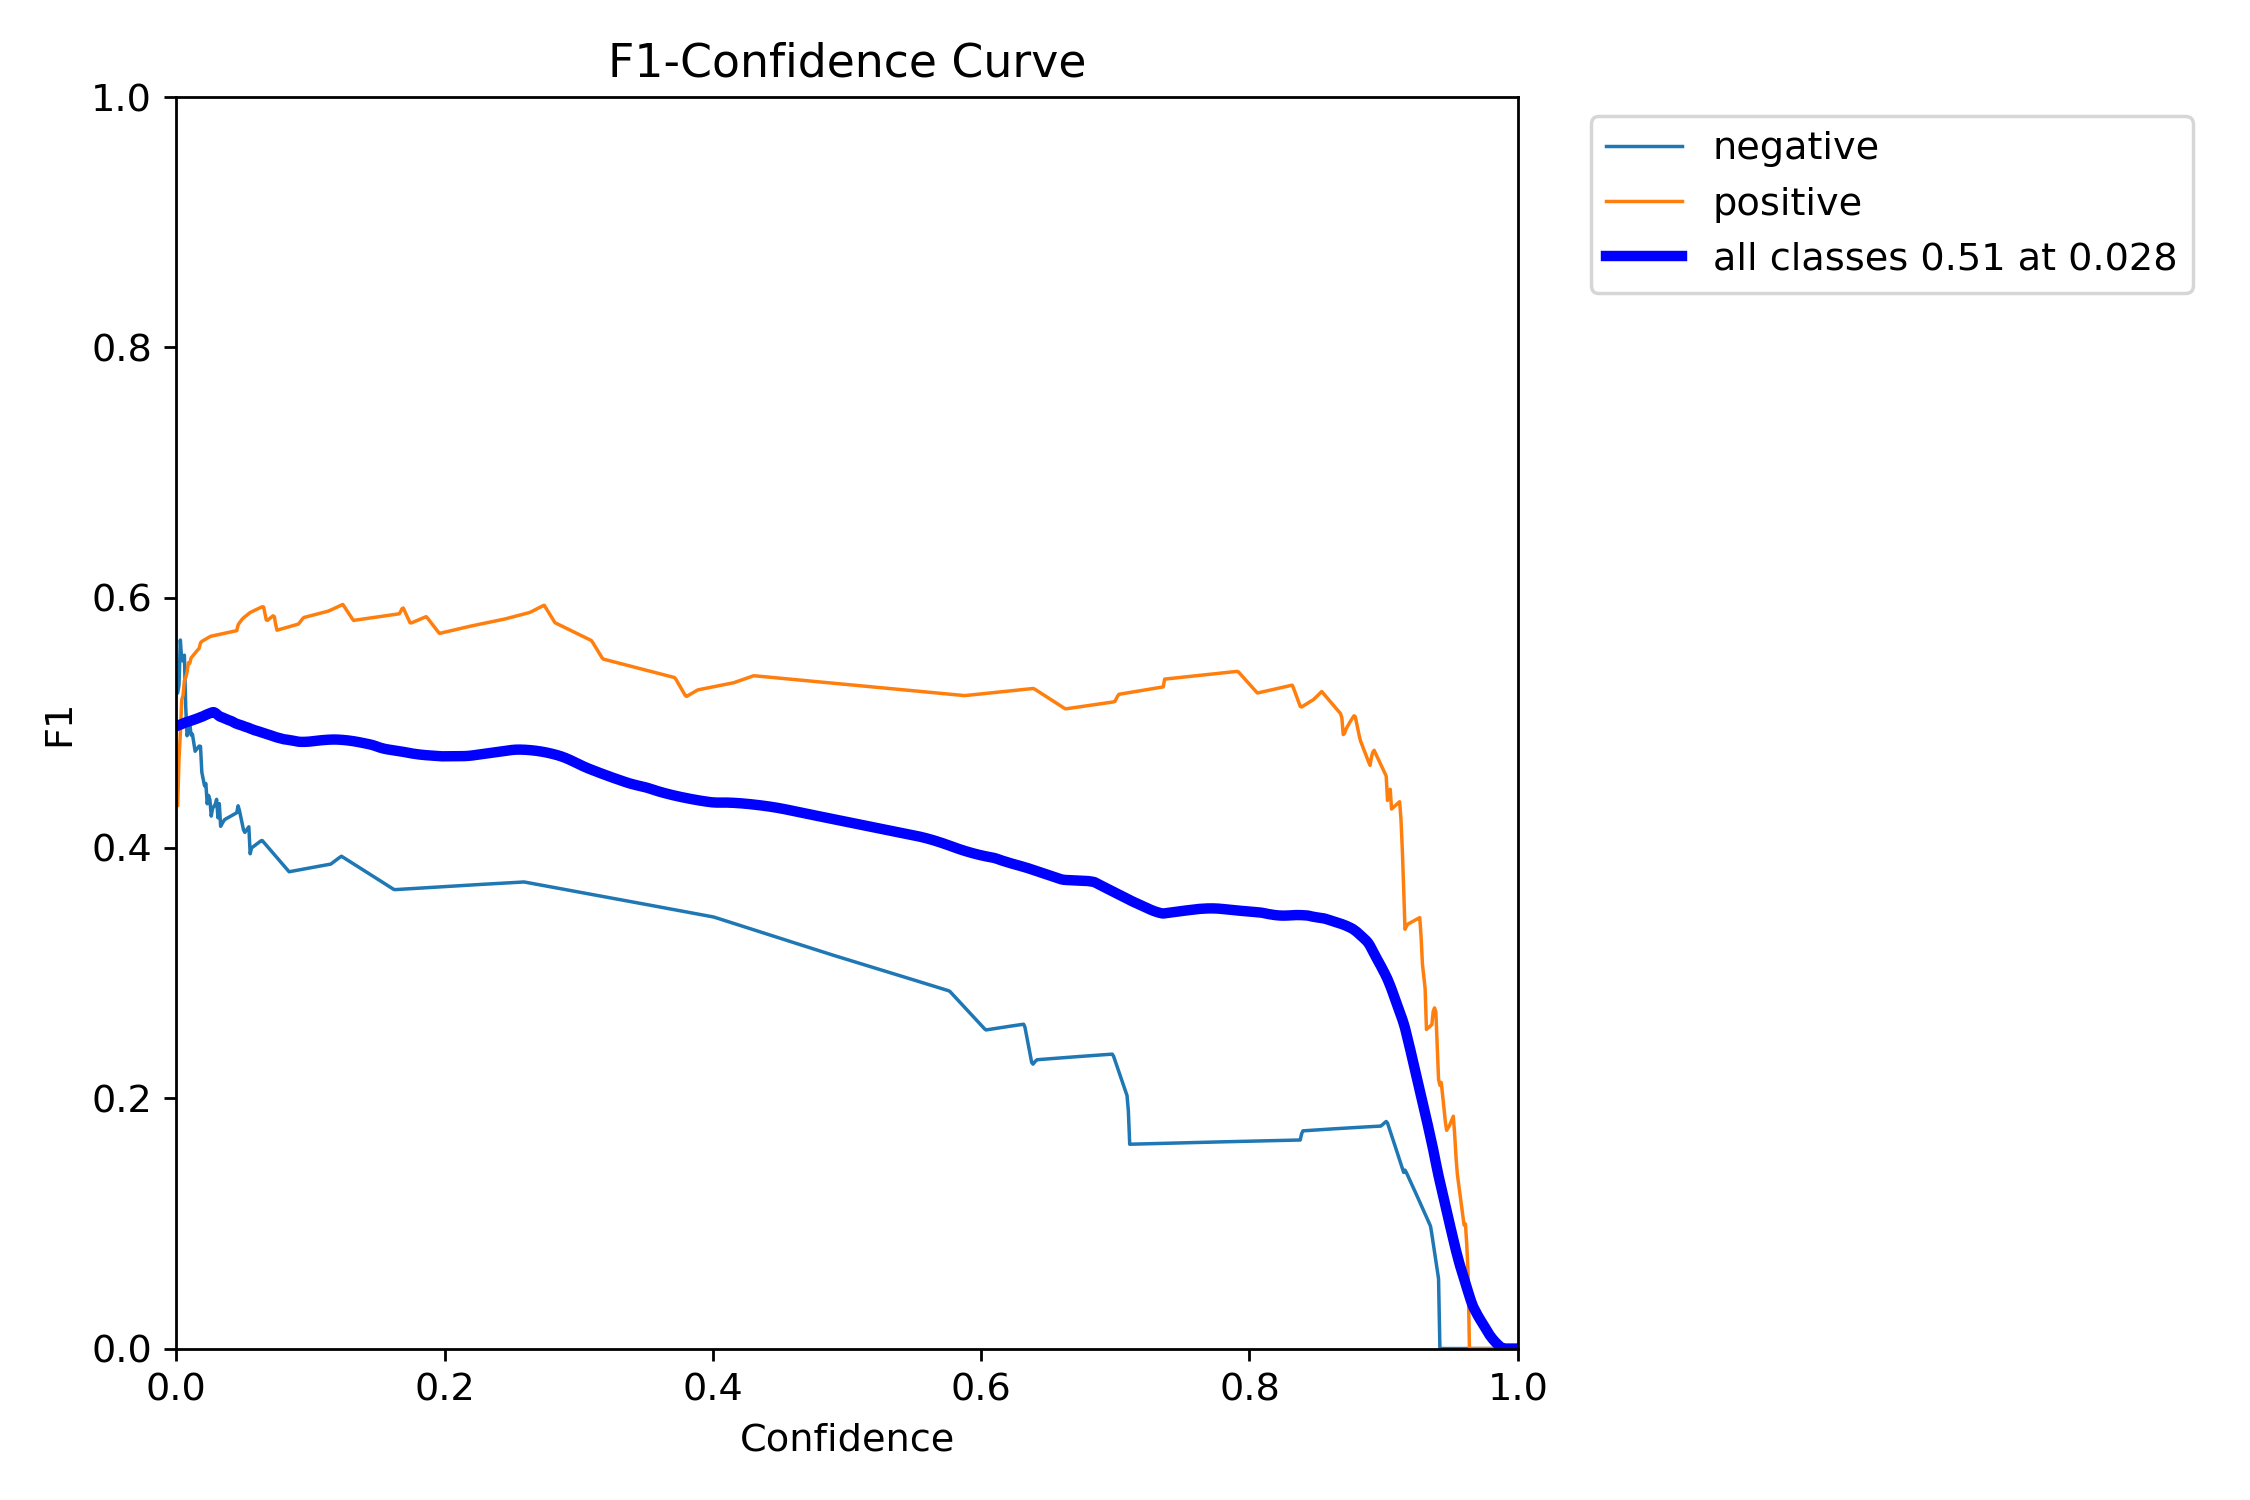 F1-Confidence Curve
1.0
0.8
0.6
0.4
0.2
0.0
F1
0.0 0.2 0.4 0.6 0.8 1.0
Confidence
negative
positive
all classes 0.51 at 0.028